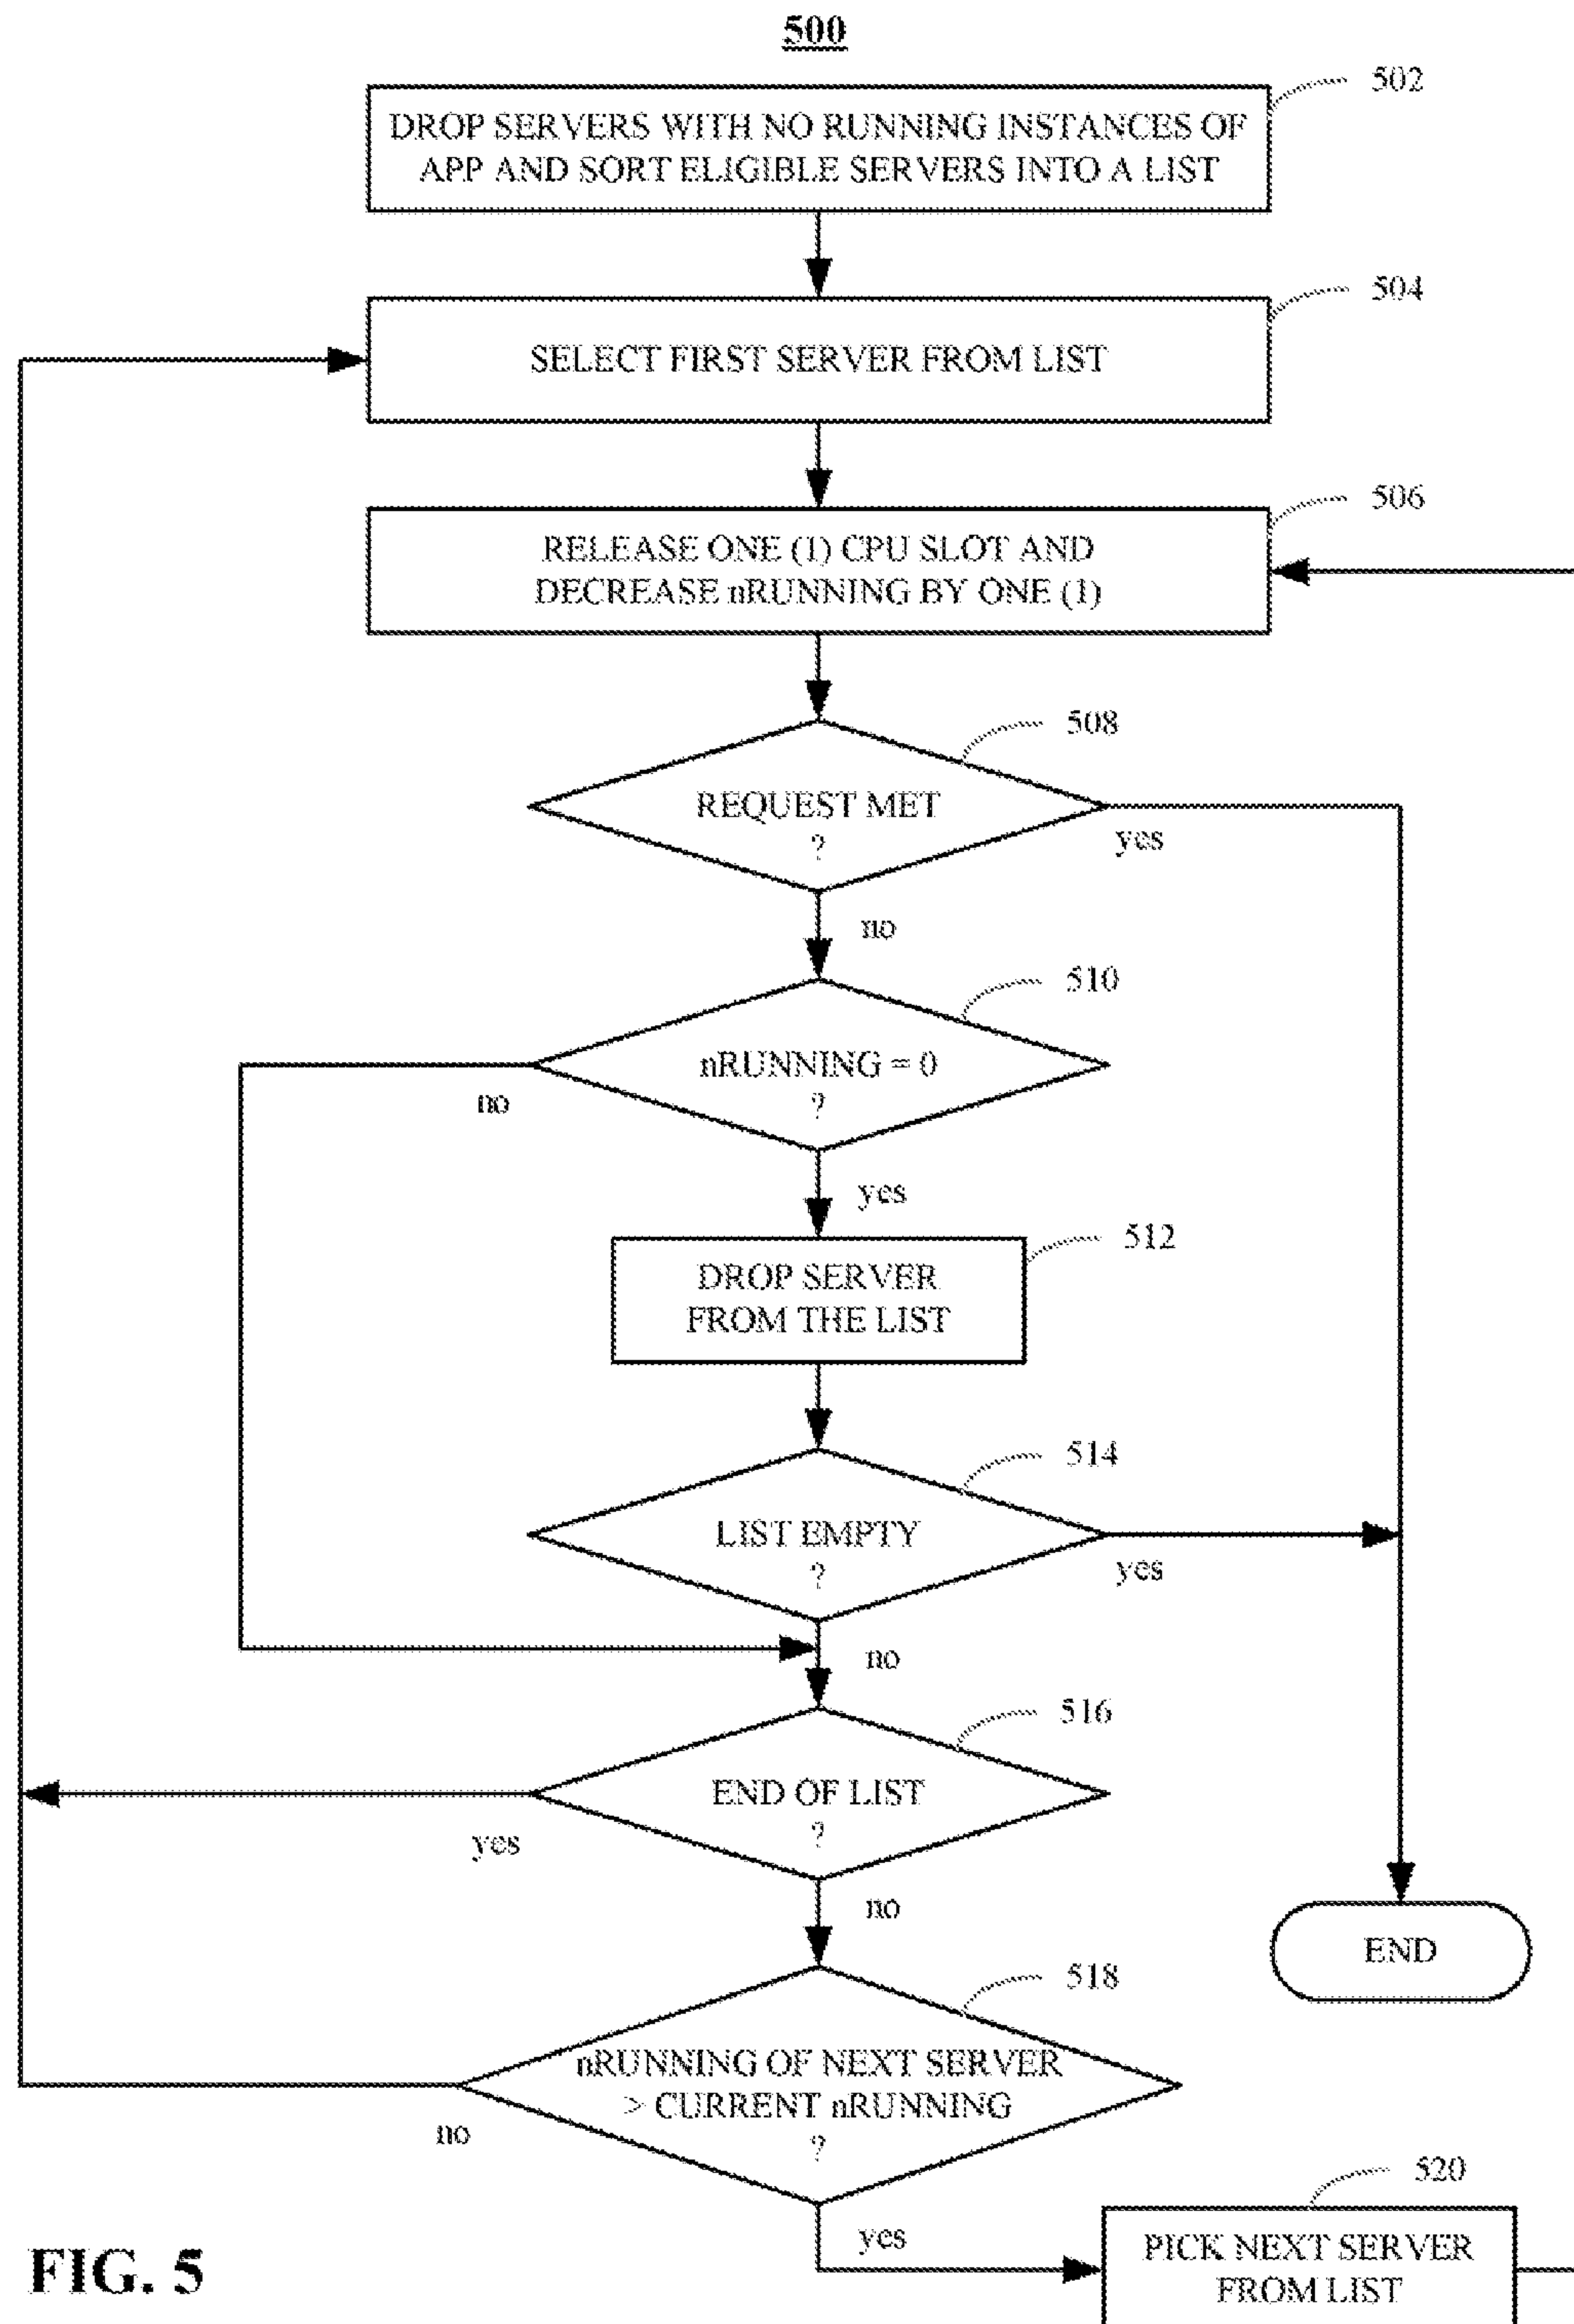 500
502
DROP SERVERS WITH NO RUNNING INSTANCES OF
APP AND SORT ELIGIBLE SERVERS INTO A LIST
504
SELECT FIRST SERVER FROM LIST
506
RELEASE ONE (1) CPU SLOT AND
DECREASE nRUNNING BY ONE (1)
508
REQUEST MET
?
yes
no
510
nRUNNING = 0
?
no
yes
512
DROP SERVER
FROM THE LIST
514
LIST EMPTY
?
yes
no
516
END OF LIST
?
yes
no
END
518
nRUNNING OF NEXT SERVER
> CURRENT nRUNNING
?
no
yes
520
PICK NEXT SERVER
FROM LIST
FIG. 5